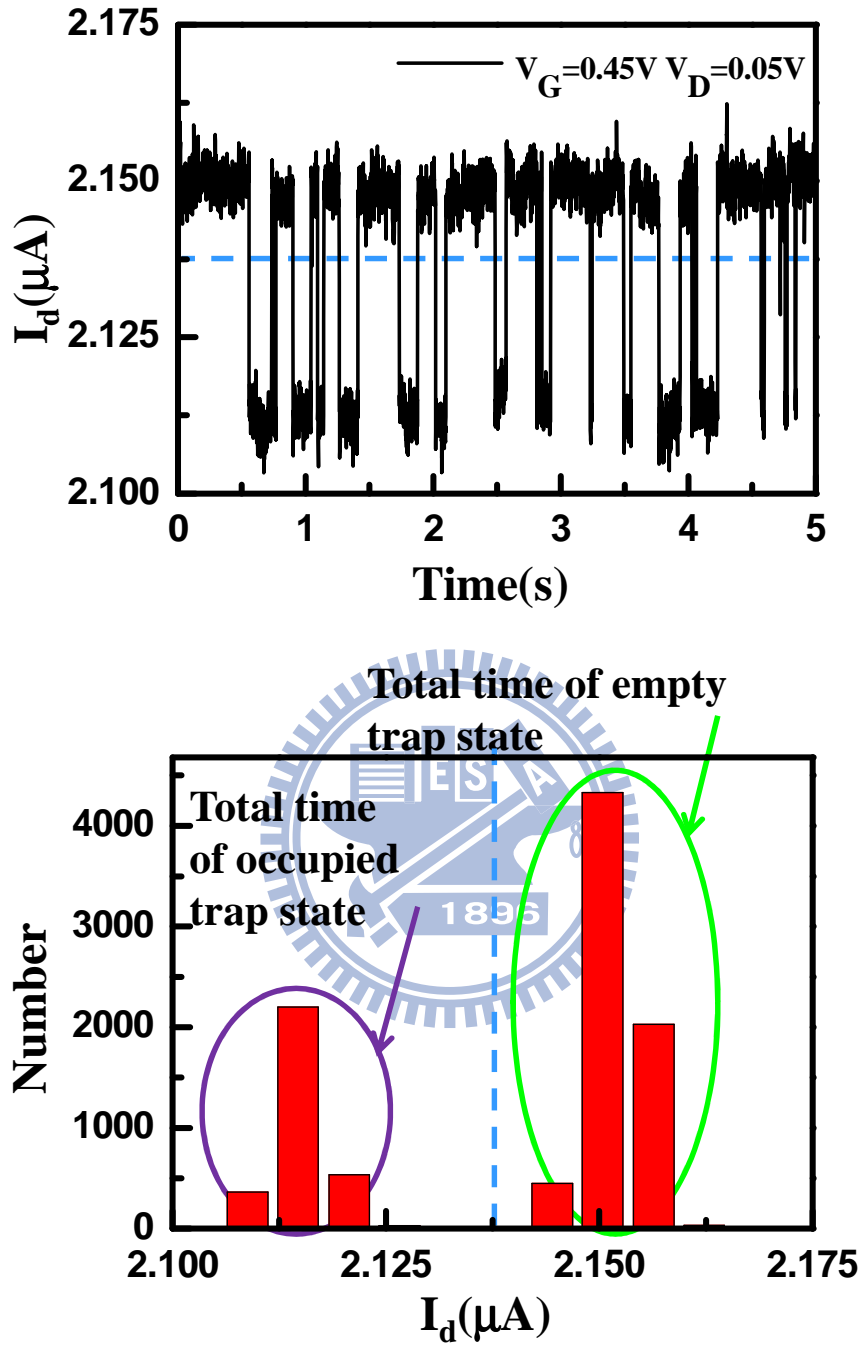 2.175
V_G=0.45V V_D=0.05V
2.150
2.125
2.100
I_d(μA)
0 1 2 3 4 5
Time(s)
Total time of empty
trap state
Total time
of occupied
trap state
ESA
1896
4000
3000
2000
1000
0
Number
2.100 2.125 2.150 2.175
I_d(μA)